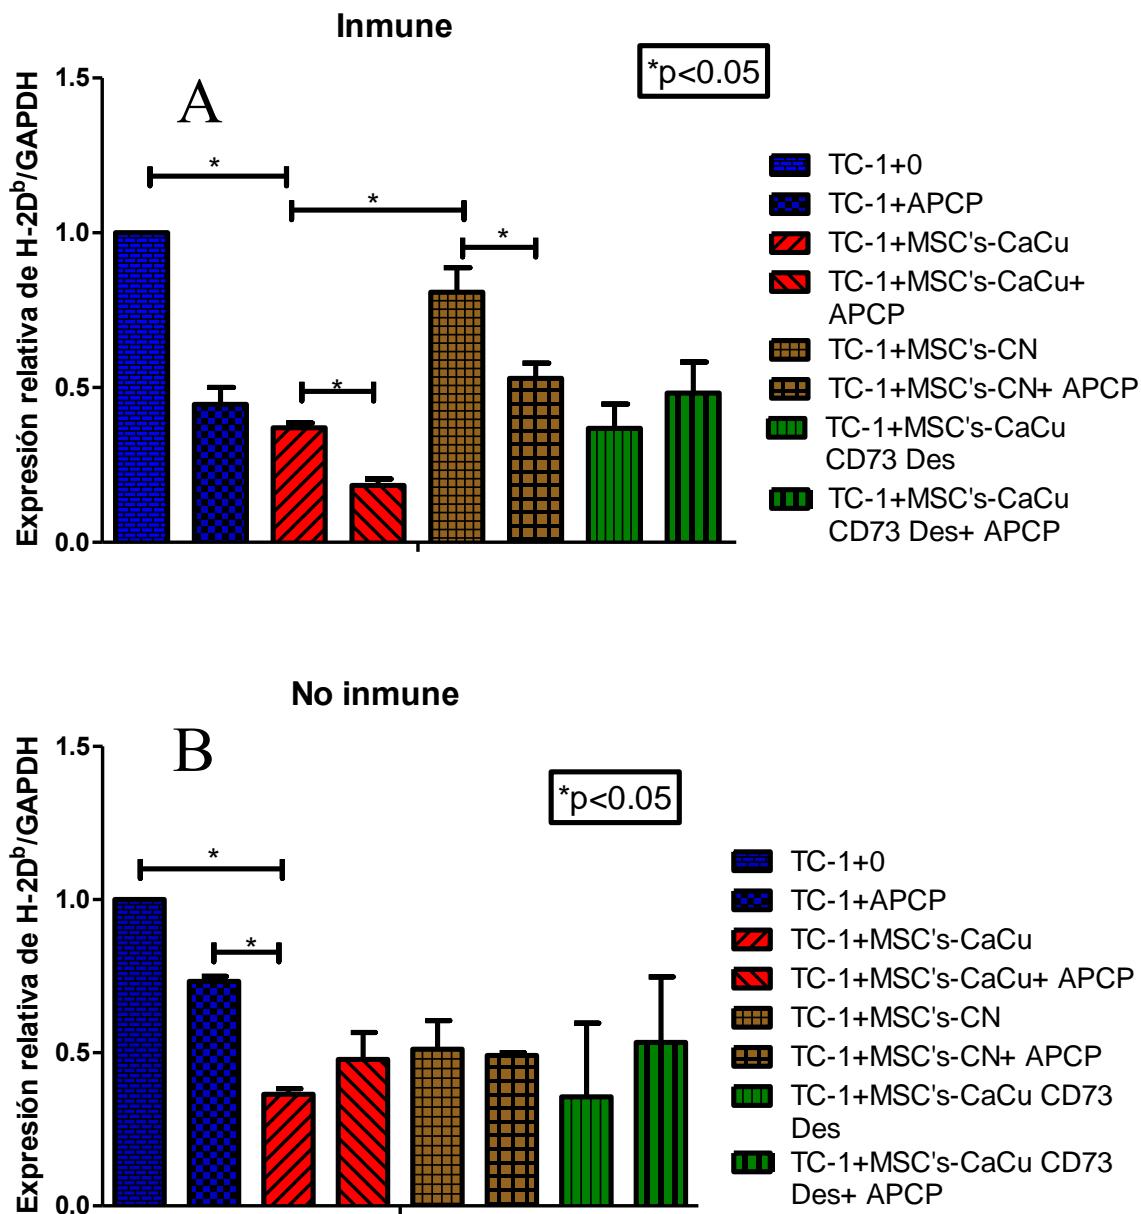 Inmune
*p<0.05
A
1.5
1.0
0.5
0.0
Expresión relativa de H-2Dᵇ/GAPDH
*
*
*
*
TC-1+0
TC-1+APCP
TC-1+MSC's-CaCu
TC-1+MSC's-CaCu+
APCP
TC-1+MSC's-CN
TC-1+MSC's-CN+ APCP
TC-1+MSC's-CaCu
CD73 Des
TC-1+MSC's-CaCu
CD73 Des+ APCP
No inmune
B
*p<0.05
1.5
1.0
0.5
0.0
Expresión relativa de H-2Dᵇ/GAPDH
*
*
TC-1+0
TC-1+APCP
TC-1+MSC's-CaCu
TC-1+MSC's-CaCu+ APCP
TC-1+MSC's-CN
TC-1+MSC's-CN+ APCP
TC-1+MSC's-CaCu CD73
Des
TC-1+MSC's-CaCu CD73
Des+ APCP